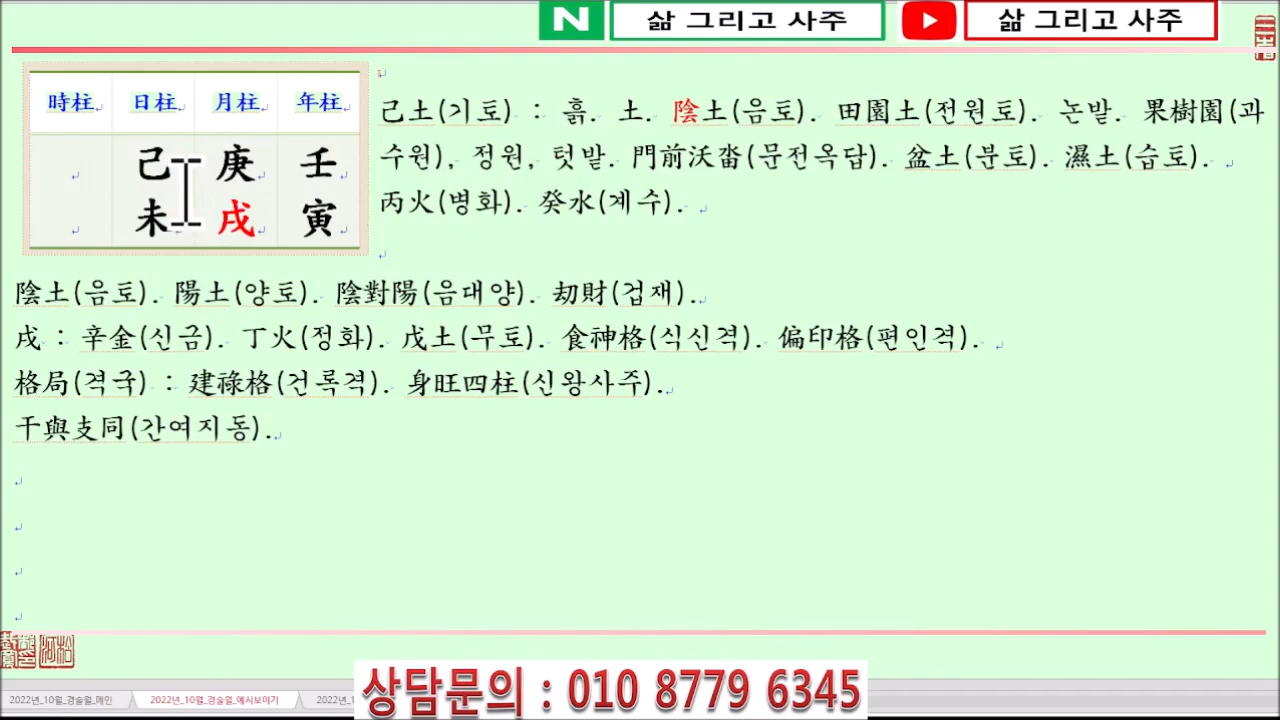 N 삶 그리고 사주 삶 그리고 사주
時柱 日柱 月柱 年柱
己 庚 壬
未 戌 寅
己土(기토) : 흙. 土. 陰土(음토). 田園土(전원토). 논밭. 果樹園(과
수원), 정원, 텃밭. 門前沃畓(문전옥답). 盆土(분토). 濕土(습토).
丙火(병화). 癸水(계수).
陰土(음토). 陽土(양토). 陰對陽(음대양). 劫財(겁재).
戌 : 辛金(신금). 丁火(정화). 戊土(무토). 食神格(식신격). 偏印格(편인격).
格局(격국) : 建祿格(건록격). 身旺四柱(신왕사주).
干與支同(간여지동).
2022년_10월_경술월_메인 2022년_10월_경술월_예시보이기 2022년_1
상담문의 : 010 8779 6345